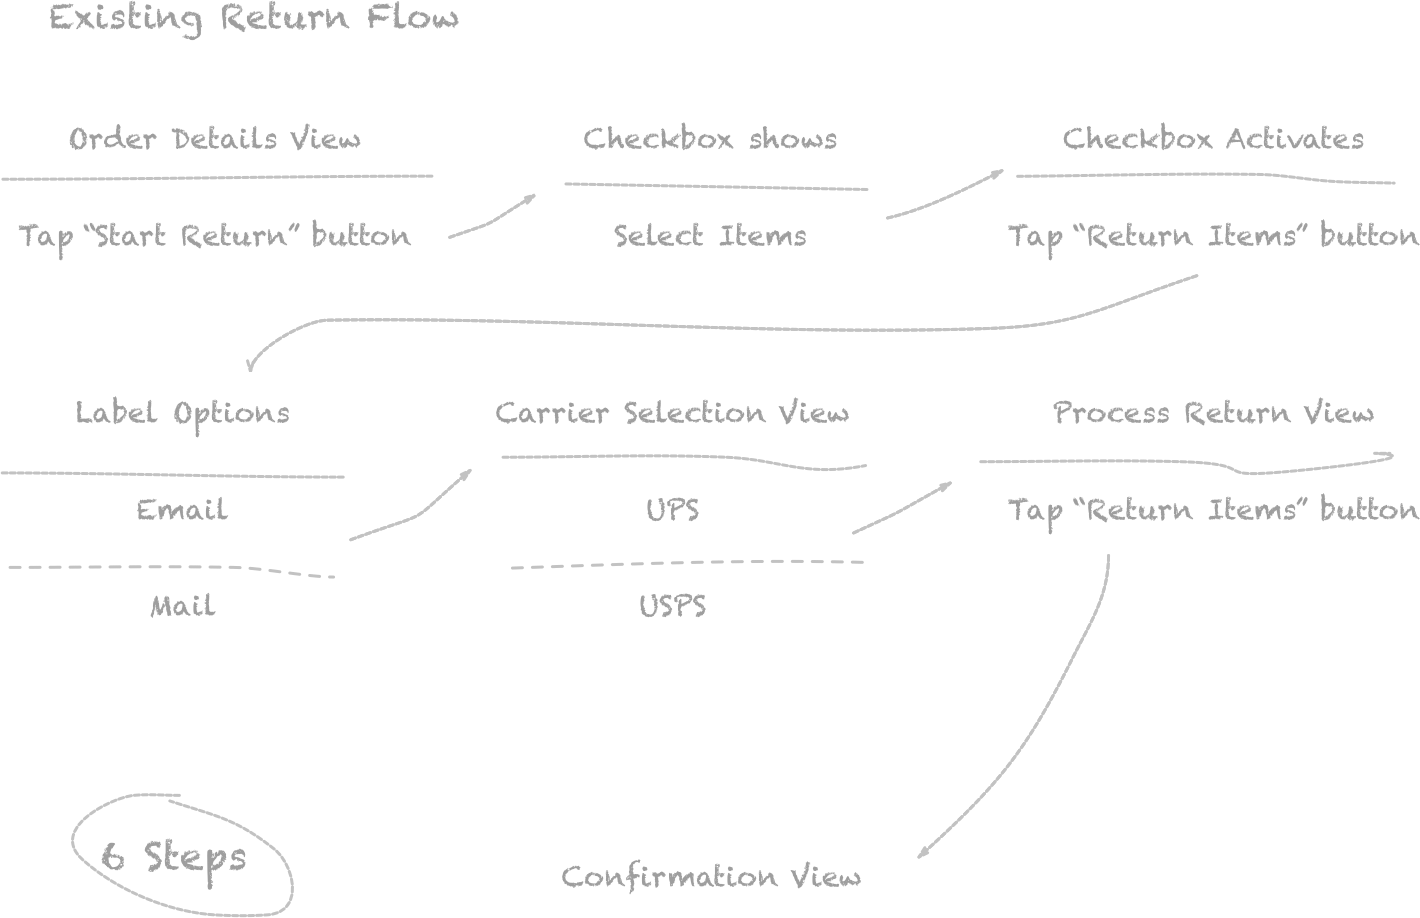 Existing Return Flow
Order Details View
Checkbox shows
Checkbox Activates
Tap “Start Return” button
Select Items
Tap “Return Items” button
Label Options
Carrier Selection View
Process Return View
Email
UPS
Tap “Return Items” button
Mail
USPS
6 Steps
Confirmation View